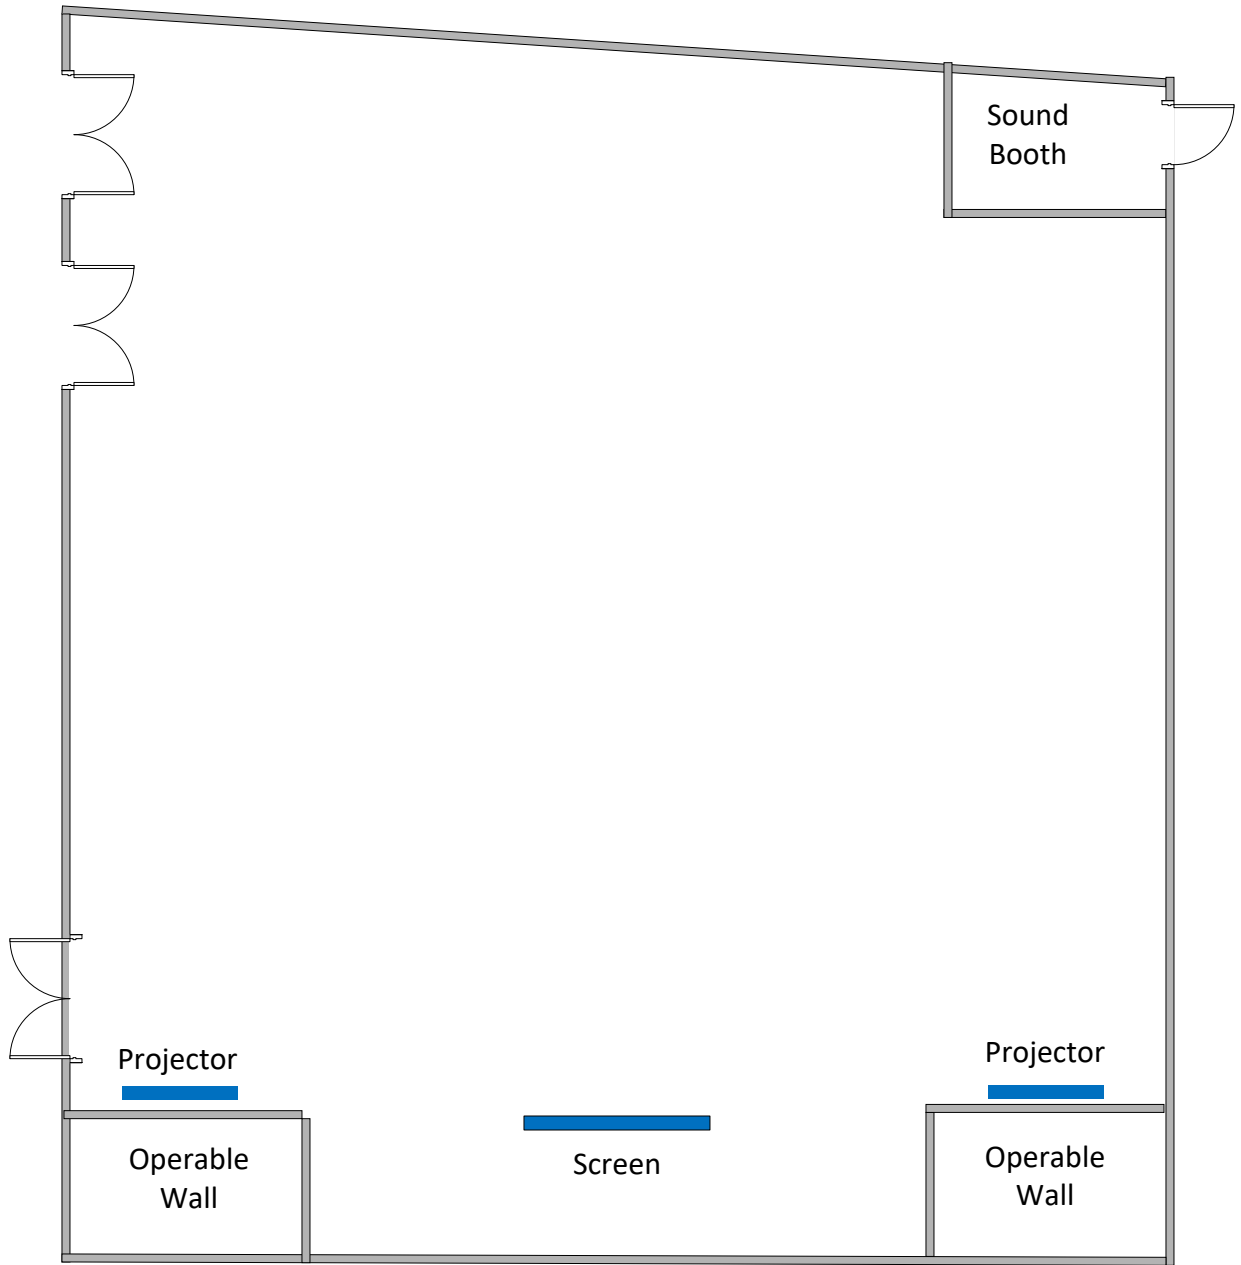 Sound
Booth
Projector
Projector
Operable
Wall
Screen
Operable
Wall